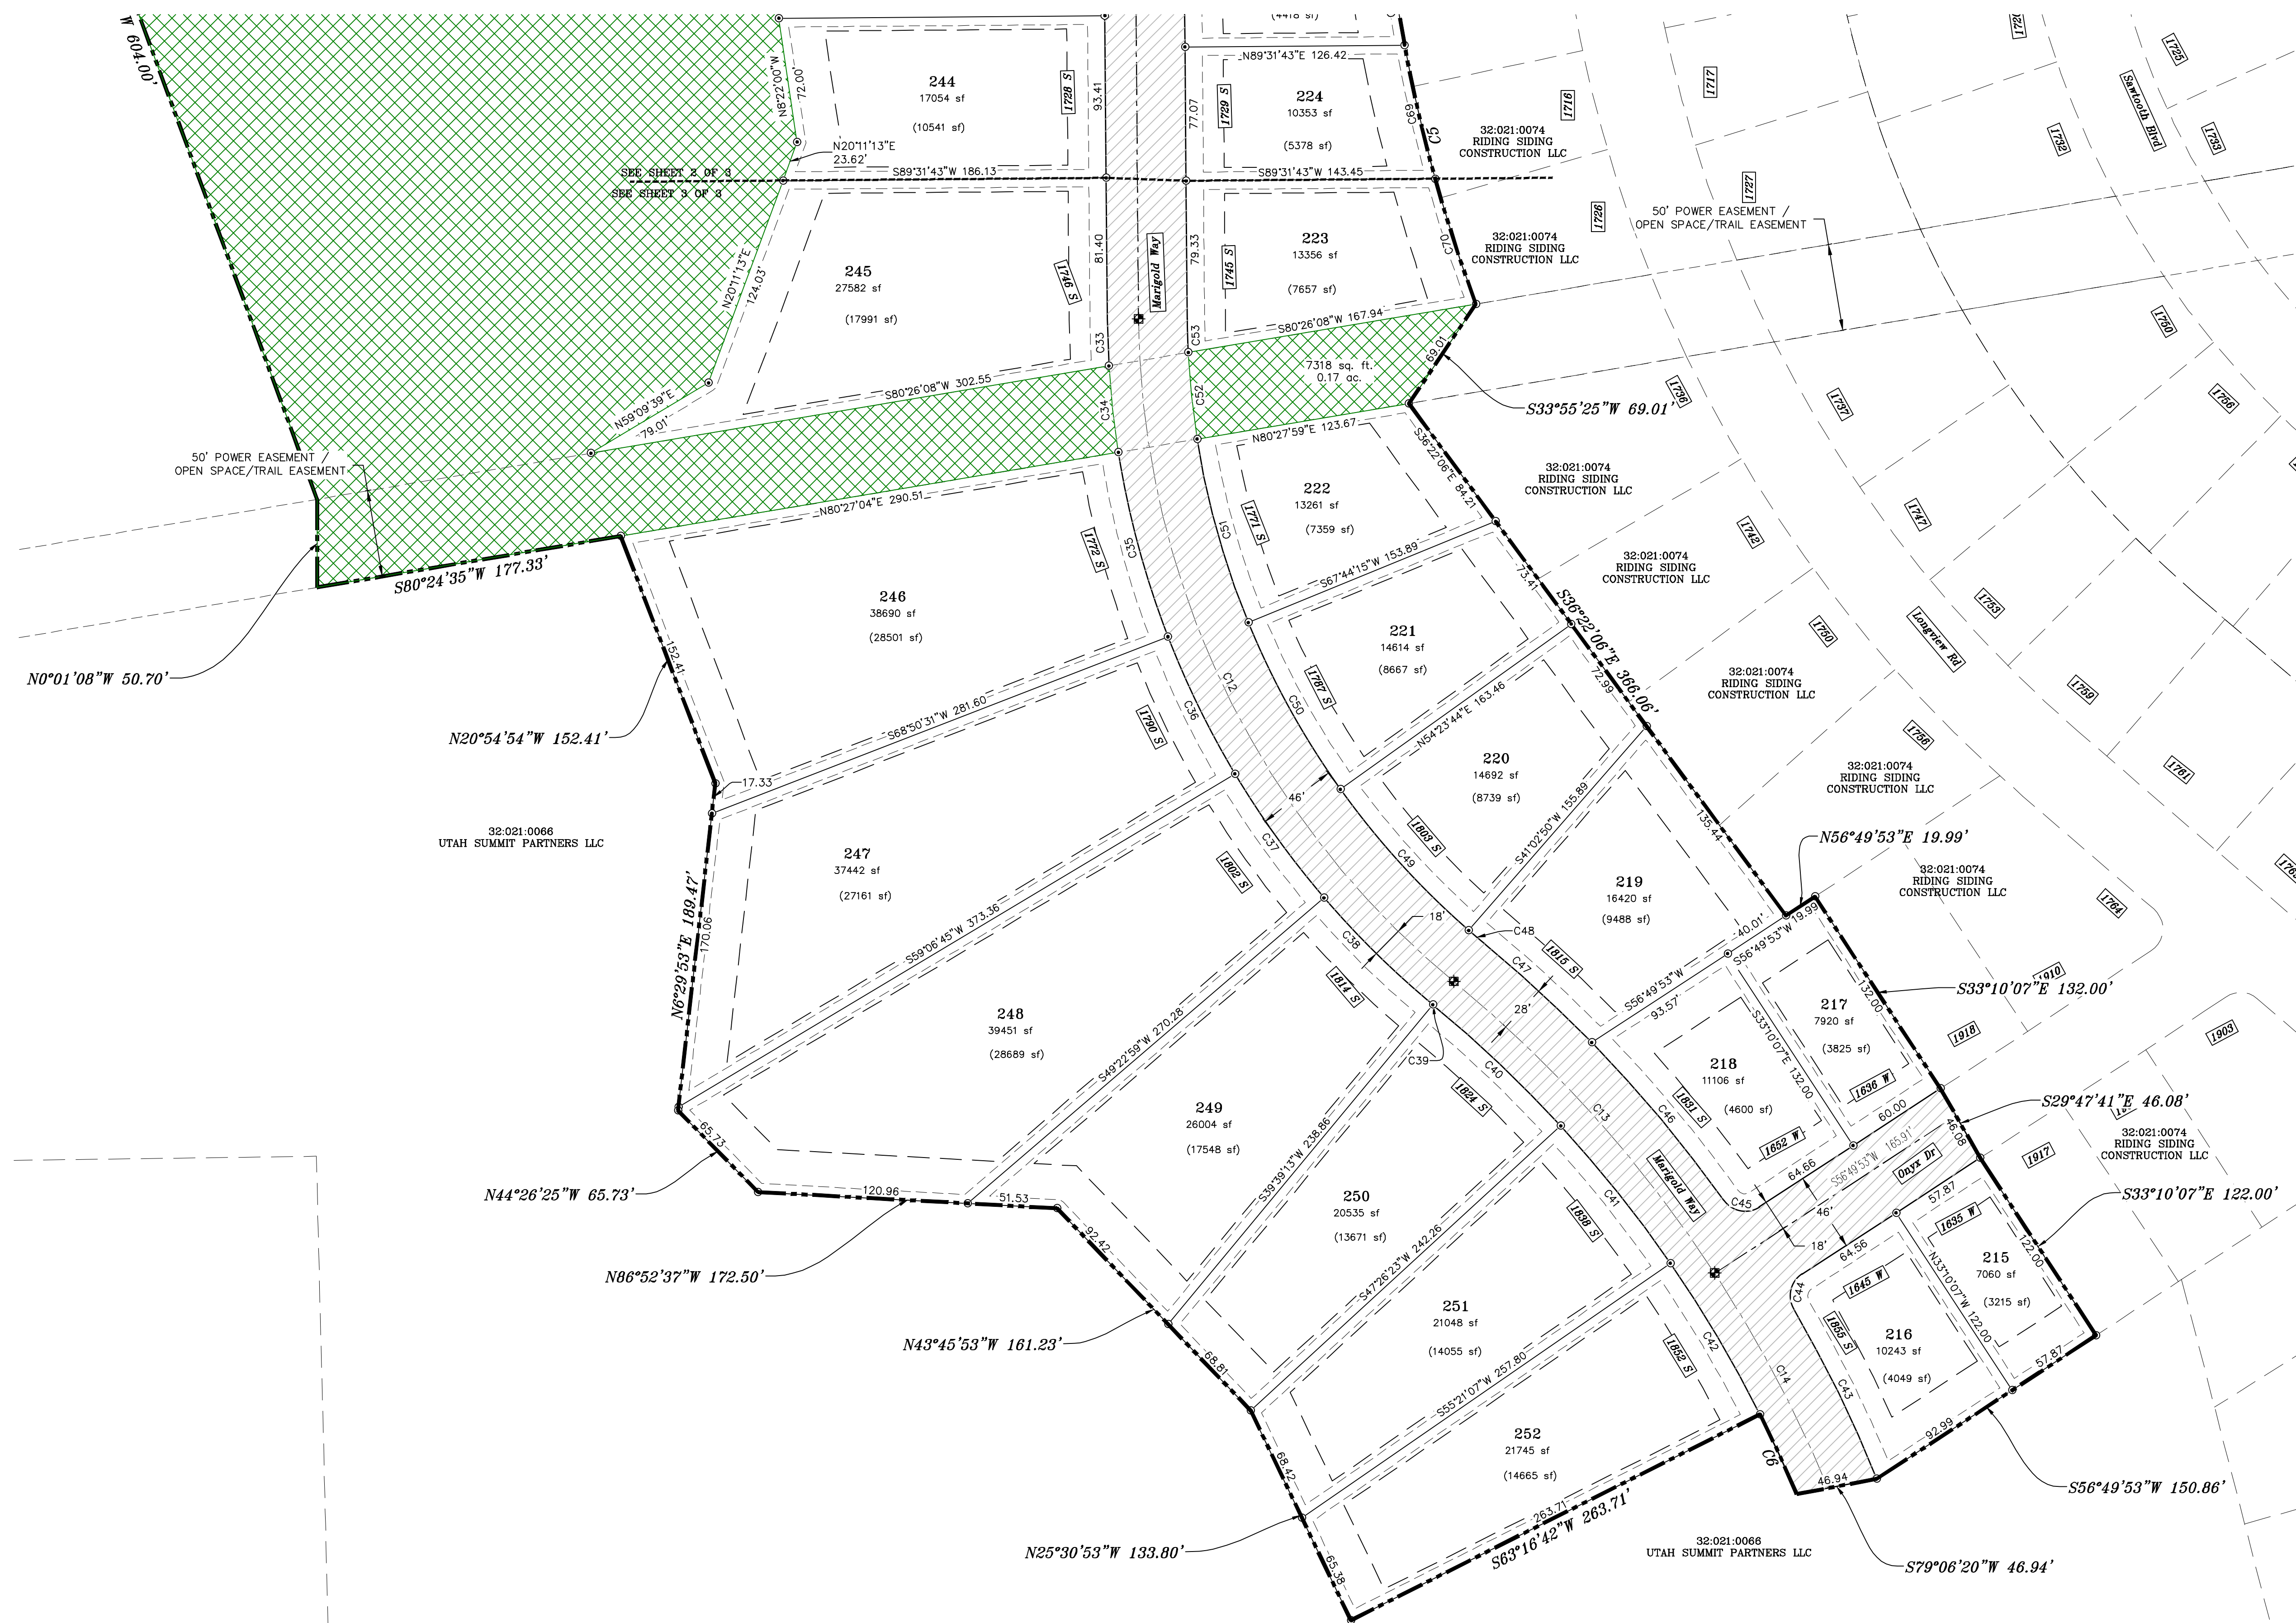 W 604.00'
N8°22'00"W
72.00'
244
17054 sf
(10541 sf)
1728 S
93.41
N20°11'13"E
23.62'
SEE SHEET 2 OF 3
SEE SHEET 3 OF 3
S89°31'43"W 186.13
(4418 sf)
N89°31'43"E 126.42
77.07
1729 S
224
10353 sf
(5378 sf)
C69
C5
S89°31'43"W 143.45
32:021:0074
RIDING SIDING
CONSTRUCTION LLC
1716
1717
1725
1732
Sawtooth Blvd
1733
1727
1726
50' POWER EASEMENT /
OPEN SPACE/TRAIL EASEMENT
N20°11'13"E
124.03'
245
27582 sf
(17991 sf)
1746 S
81.40
C33
Marigold Way
79.33
C53
1745 S
223
13356 sf
(7657 sf)
C70
32:021:0074
RIDING SIDING
CONSTRUCTION LLC
S80°26'08"W 167.94
7318 sq. ft.
0.17 ac.
69.01
S33°55'25"W 69.01'
1736
1737
1750
1756
N59°09'39"E
79.01'
S80°26'08"W 302.55
C34
C52
N80°27'59"E 123.67
50' POWER EASEMENT /
OPEN SPACE/TRAIL EASEMENT
N80°27'04"E 290.51
S80°24'35"W 177.33'
N0°01'08"W 50.70'
S36°22'06"E 84.21
32:021:0074
RIDING SIDING
CONSTRUCTION LLC
222
13261 sf
(7359 sf)
1771 S
C51
C35
1772 S
S67°44'15"W 153.89
73.41
32:021:0074
RIDING SIDING
CONSTRUCTION LLC
1742
1747
1753
246
38690 sf
(28501 sf)
152.41
N20°54'54"W 152.41'
S36°22'06"E 366.06'
1750
Longview Rd
221
14614 sf
(8667 sf)
1787 S
C50
C12
C36
S68°50'31"W 281.60
1790 S
N54°23'44"E 163.46
72.99
32:021:0074
RIDING SIDING
CONSTRUCTION LLC
1759
1756
1761
17.33
46'
C37
220
14692 sf
(8739 sf)
1803 S
C49
S41°02'50"W 155.89
135.44
32:021:0074
RIDING SIDING
CONSTRUCTION LLC
32:021:0066
UTAH SUMMIT PARTNERS LLC
247
37442 sf
(27161 sf)
1802 S
170.06
N6°29'53"E 189.47'
S59°06'45"W 373.36
N56°49'53"E 19.99'
32:021:0074
RIDING SIDING
CONSTRUCTION LLC
1764
219
16420 sf
(9488 sf)
40.01'
19.99
S56°49'53"W
18'
C48
C38
C47
1815 S
1814 S
S56°49'53"W
93.57'
248
39451 sf
(28689 sf)
S49°22'59"W 270.28
28'
C39
C40
1910
S33°10'07"E 132.00'
132.00
217
7920 sf
(3825 sf)
1636 W
1918
1903
S33°10'07"E 132.00
218
11106 sf
(4600 sf)
1652 W
1831 S
C46
C13
1824 S
S29°47'41"E 46.08'
46.08
60.00
32:021:0074
RIDING SIDING
CONSTRUCTION LLC
1917
65.73
N44°26'25"W 65.73'
120.96
51.53
N86°52'37"W 172.50'
92.42
249
26004 sf
(17548 sf)
S39°39'13"W 238.86
Marigold Way
C45
64.66
S56°49'53"W 165.91'
Onyx Dr
46'
57.87
1635 W
S33°10'07"E 122.00'
122.00
250
20535 sf
(13671 sf)
1838 S
C41
18'
64.56
1645 W
215
7060 sf
(3215 sf)
S47°26'23"W 242.26
N43°45'53"W 161.23'
68.81
C44
1855 S
216
10243 sf
(4049 sf)
N33°10'07"W 122.00
251
21048 sf
(14055 sf)
1852 S
C42
C14
C43
57.87
S55°21'07"W 257.80
92.99
68.42
252
21745 sf
(14665 sf)
C6
46.94
S56°49'53"W 150.86'
263.71
S63°16'42"W 263.71'
N25°30'53"W 133.80'
65.38
32:021:0066
UTAH SUMMIT PARTNERS LLC
S79°06'20"W 46.94'